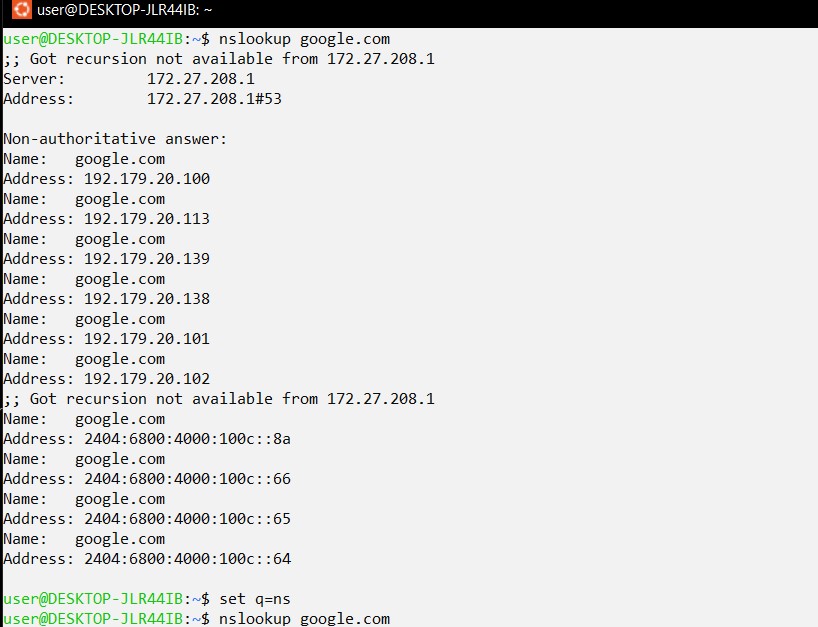 user@DESKTOP-JLR44IB: ~
user@DESKTOP-JLR44IB:~$ nslookup google.com
;; Got recursion not available from 172.27.208.1
Server:         172.27.208.1
Address:        172.27.208.1#53

Non-authoritative answer:
Name:   google.com
Address: 192.179.20.100
Name:   google.com
Address: 192.179.20.113
Name:   google.com
Address: 192.179.20.139
Name:   google.com
Address: 192.179.20.138
Name:   google.com
Address: 192.179.20.101
Name:   google.com
Address: 192.179.20.102
;; Got recursion not available from 172.27.208.1
Name:   google.com
Address: 2404:6800:4000:100c::8a
Name:   google.com
Address: 2404:6800:4000:100c::66
Name:   google.com
Address: 2404:6800:4000:100c::65
Name:   google.com
Address: 2404:6800:4000:100c::64

user@DESKTOP-JLR44IB:~$ set q=ns
user@DESKTOP-JLR44IB:~$ nslookup google.com